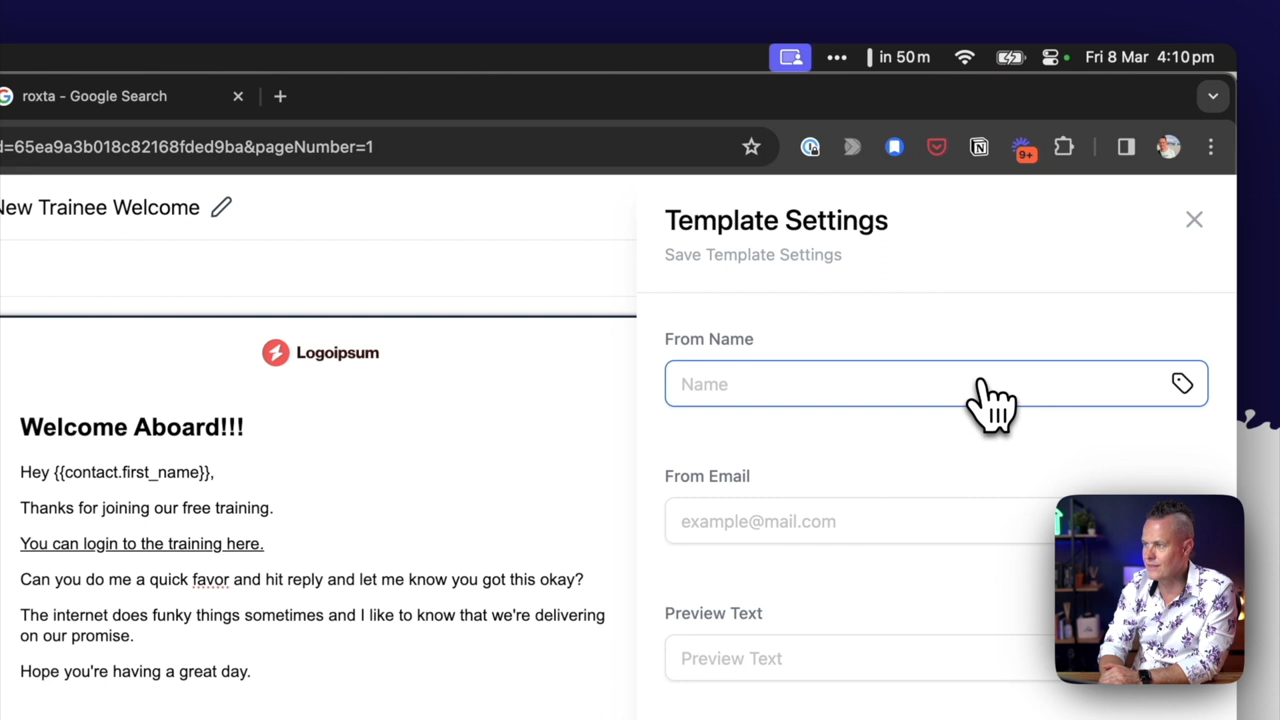 in 50 m
Fri 8 Mar 4:10 pm
roxta - Google Search
d=65ea9a3b018c82168fded9ba&pageNumber=1
9+
New Trainee Welcome
Template Settings
Save Template Settings
Logoipsum
Welcome Aboard!!!
Hey {{contact.first_name}},
Thanks for joining our free training.
You can login to the training here.
Can you do me a quick favor and hit reply and let me know you got this okay?
The internet does funky things sometimes and I like to know that we're delivering
on our promise.
Hope you're having a great day.
From Name
Name
From Email
example@mail.com
Preview Text
Preview Text